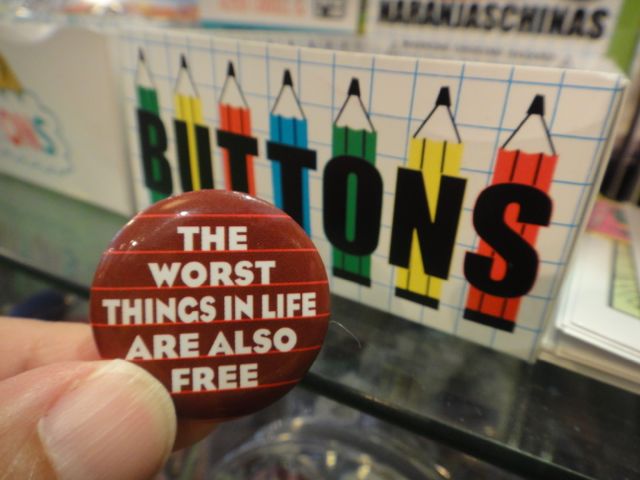 NARANJASCHINAS
BUTTONS
THE
WORST
THINGS IN LIFE
ARE ALSO
FREE